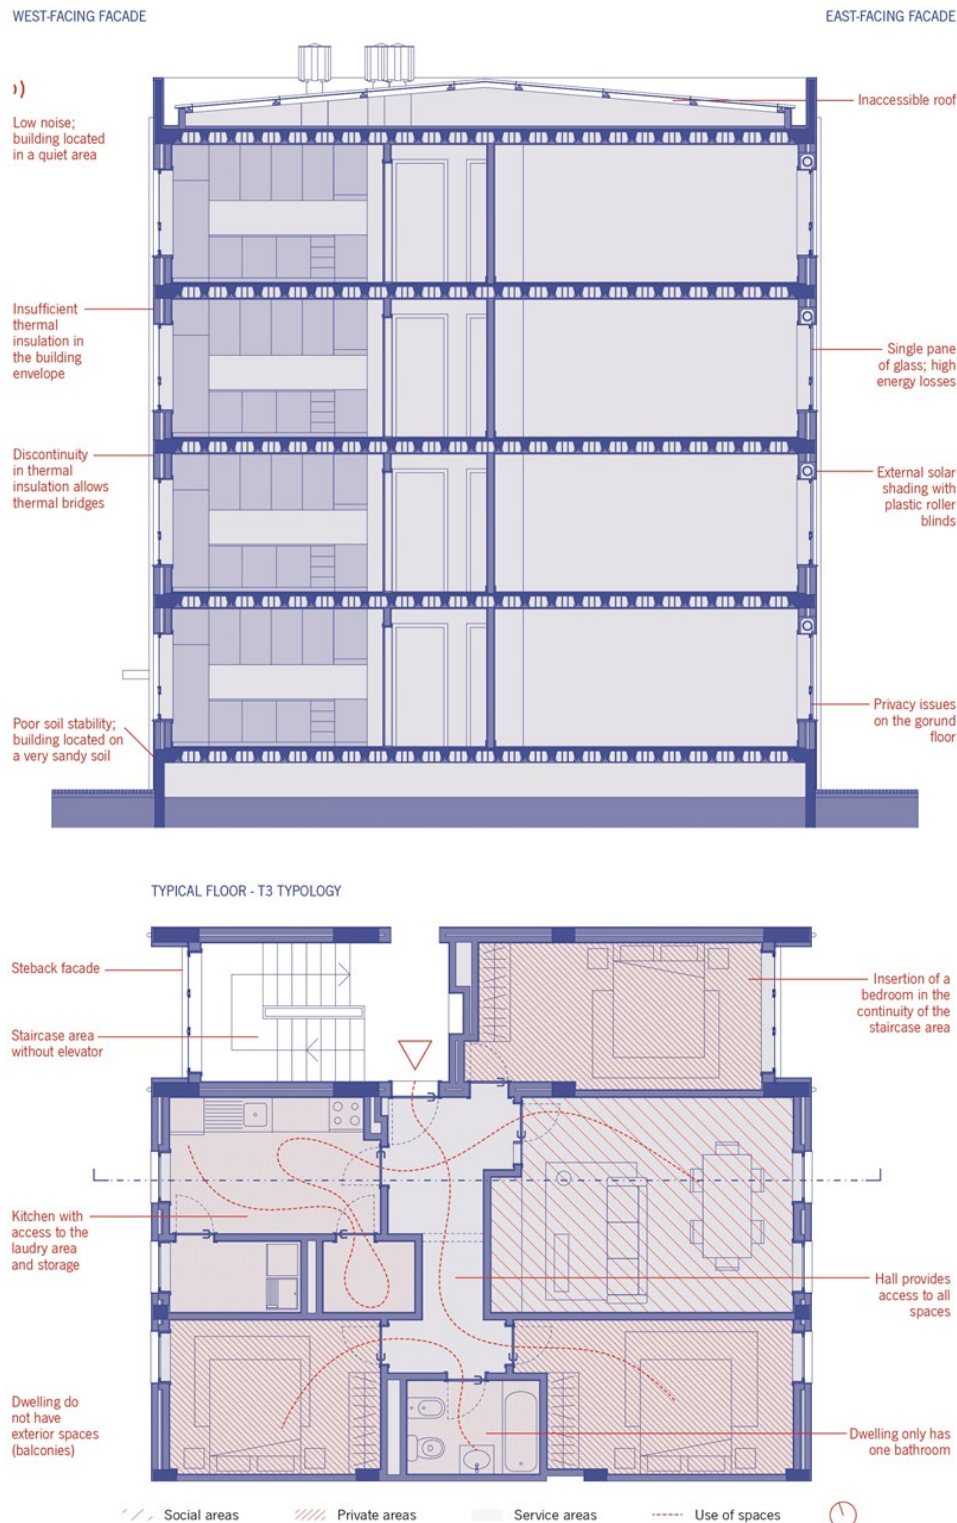 WEST-FACING FACADE
EAST-FACING FACADE
b)
Low noise;
building located
in a quiet area
Inaccessible roof
Insufficient
thermal
insulation in
the building
envelope
Single pane
of glass; high
energy losses
Discontinuity
in thermal
insulation allows
thermal bridges
External solar
shading with
plastic roller
blinds
Poor soil stability;
building located on
a very sandy soil
Privacy issues
on the gorund
floor
TYPICAL FLOOR - T3 TYPOLOGY
Steback facade
Insertion of a
bedroom in the
continuity of the
staircase area
Staircase area
without elevator
Kitchen with
access to the
laudry area
and storage
Hall provides
access to all
spaces
Dwelling do
not have
exterior spaces
(balconies)
Dwelling only has
one bathroom
Social areas
Private areas
Service areas
Use of spaces